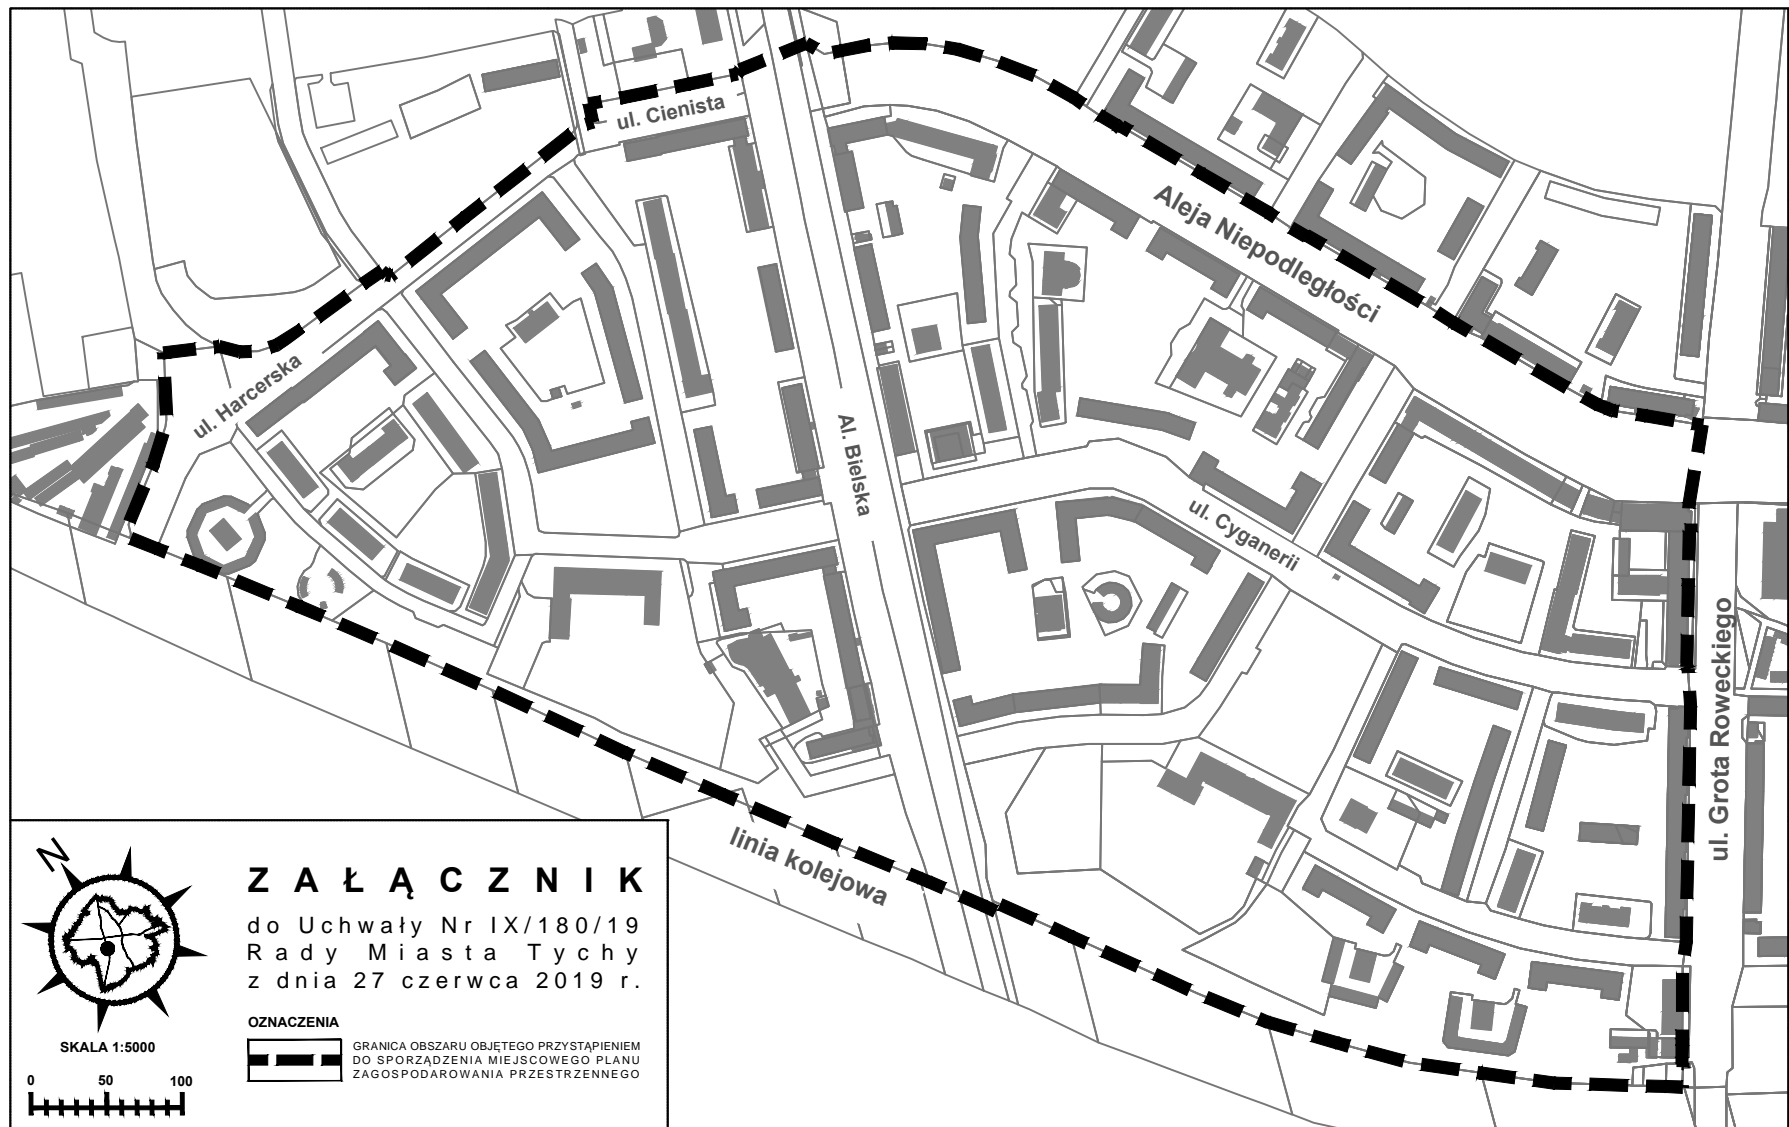 ul. Cienista
Aleja Niepodległości
ul. Harcerska
Al. Bielska
ul. Cyganerii
ul. Grota Roweckiego
linia kolejowa
N
ZAŁĄCZNIK
do Uchwały Nr IX/180/19
Rady Miasta Tychy
z dnia 27 czerwca 2019 r.
OZNACZENIA
GRANICA OBSZARU OBJĘTEGO PRZYSTĄPIENIEM
DO SPORZĄDZENIA MIEJSCOWEGO PLANU
ZAGOSPODAROWANIA PRZESTRZENNEGO
SKALA 1:5000
0 50 100